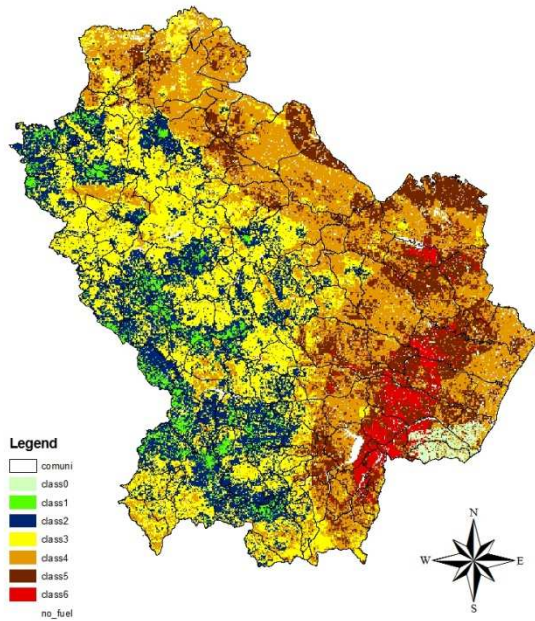 Legend
comuni
class0
class1
class2
class3
class4
class5
class6
no_fuel
N
W E
S